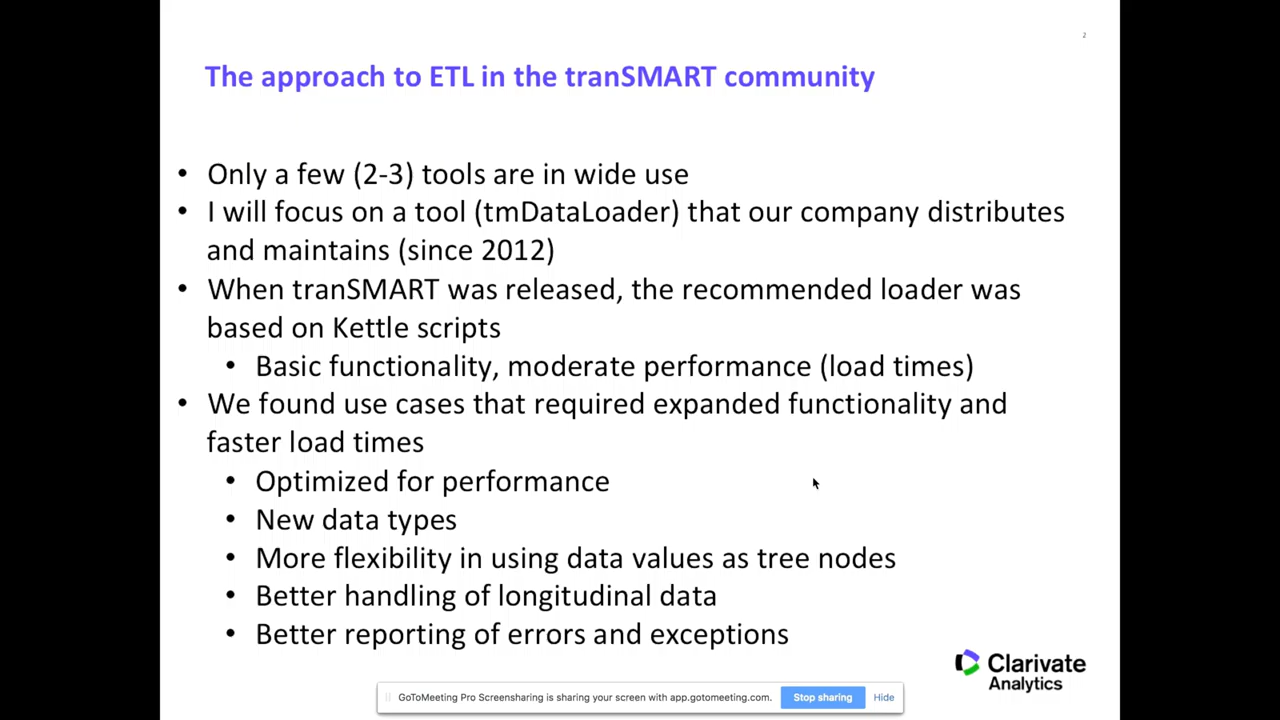 2
The approach to ETL in the tranSMART community
• Only a few (2-3) tools are in wide use
• I will focus on a tool (tmDataLoader) that our company distributes
and maintains (since 2012)
• When tranSMART was released, the recommended loader was
based on Kettle scripts
• Basic functionality, moderate performance (load times)
• We found use cases that required expanded functionality and
faster load times
• Optimized for performance
• New data types
• More flexibility in using data values as tree nodes
• Better handling of longitudinal data
• Better reporting of errors and exceptions
Clarivate
Analytics
GoToMeeting Pro Screensharing is sharing your screen with app.gotomeeting.com. Stop sharing Hide